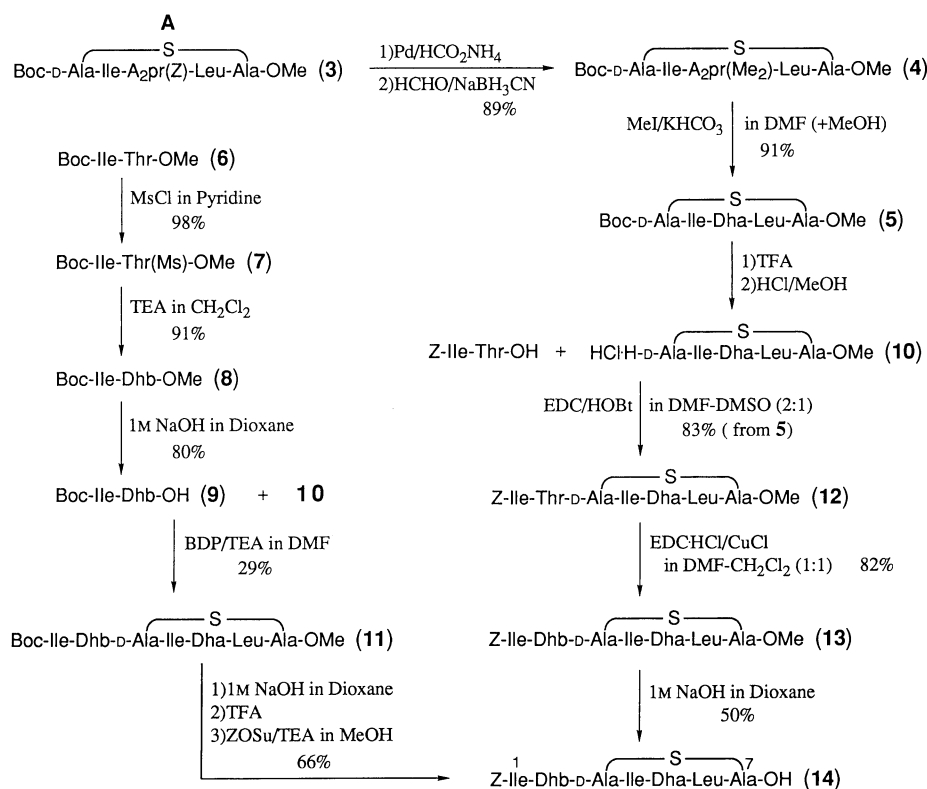 A
S
Boc-D-Ala-Ile-A2pr(Z)-Leu-Ala-OMe (3)
1)Pd/HCO2NH4
2)HCHO/NaBH3CN
89%
S
Boc-D-Ala-Ile-A2pr(Me2)-Leu-Ala-OMe (4)
MeI/KHCO3 in DMF (+MeOH)
91%
S
Boc-D-Ala-Ile-Dha-Leu-Ala-OMe (5)
1)TFA
2)HCl/MeOH
Boc-Ile-Thr-OMe (6)
MsCl in Pyridine
98%
Boc-Ile-Thr(Ms)-OMe (7)
TEA in CH2Cl2
91%
Boc-Ile-Dhb-OMe (8)
1M NaOH in Dioxane
80%
Boc-Ile-Dhb-OH (9) + 10
BDP/TEA in DMF
29%
S
Boc-Ile-Dhb-D-Ala-Ile-Dha-Leu-Ala-OMe (11)
1)1M NaOH in Dioxane
2)TFA
3)ZOSu/TEA in MeOH
66%
S
Z-Ile-Thr-OH + HCl·H-D-Ala-Ile-Dha-Leu-Ala-OMe (10)
EDC/HOBt in DMF-DMSO (2:1)
83% ( from 5)
S
Z-Ile-Thr-D-Ala-Ile-Dha-Leu-Ala-OMe (12)
EDC·HCl/CuCl
in DMF-CH2Cl2 (1:1) 82%
S
Z-Ile-Dhb-D-Ala-Ile-Dha-Leu-Ala-OMe (13)
1M NaOH in Dioxane
50%
1 S 7
Z-Ile-Dhb-D-Ala-Ile-Dha-Leu-Ala-OH (14)